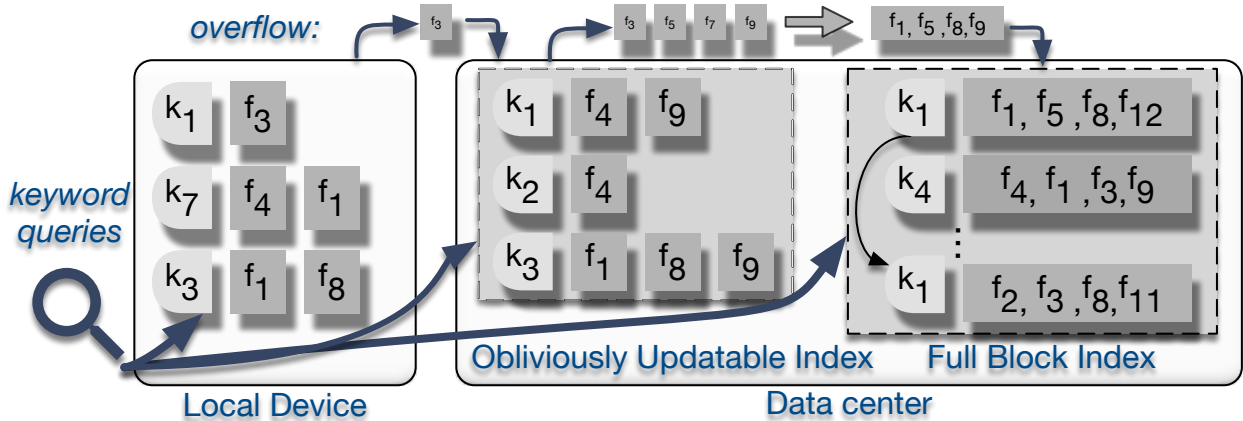 overflow:
f3
f3 f5 f7 f9
f1, f5 ,f8,f9
k1 f3
k7 f4 f1
k3 f1 f8
k1 f4 f9
k2 f4
k3 f1 f8 f9
k1 f1, f5 ,f8,f12
k4 f4, f1 ,f3,f9
k1 f2, f3 ,f8,f11
keyword
queries
Obliviously Updatable Index
Full Block Index
Local Device
Data center